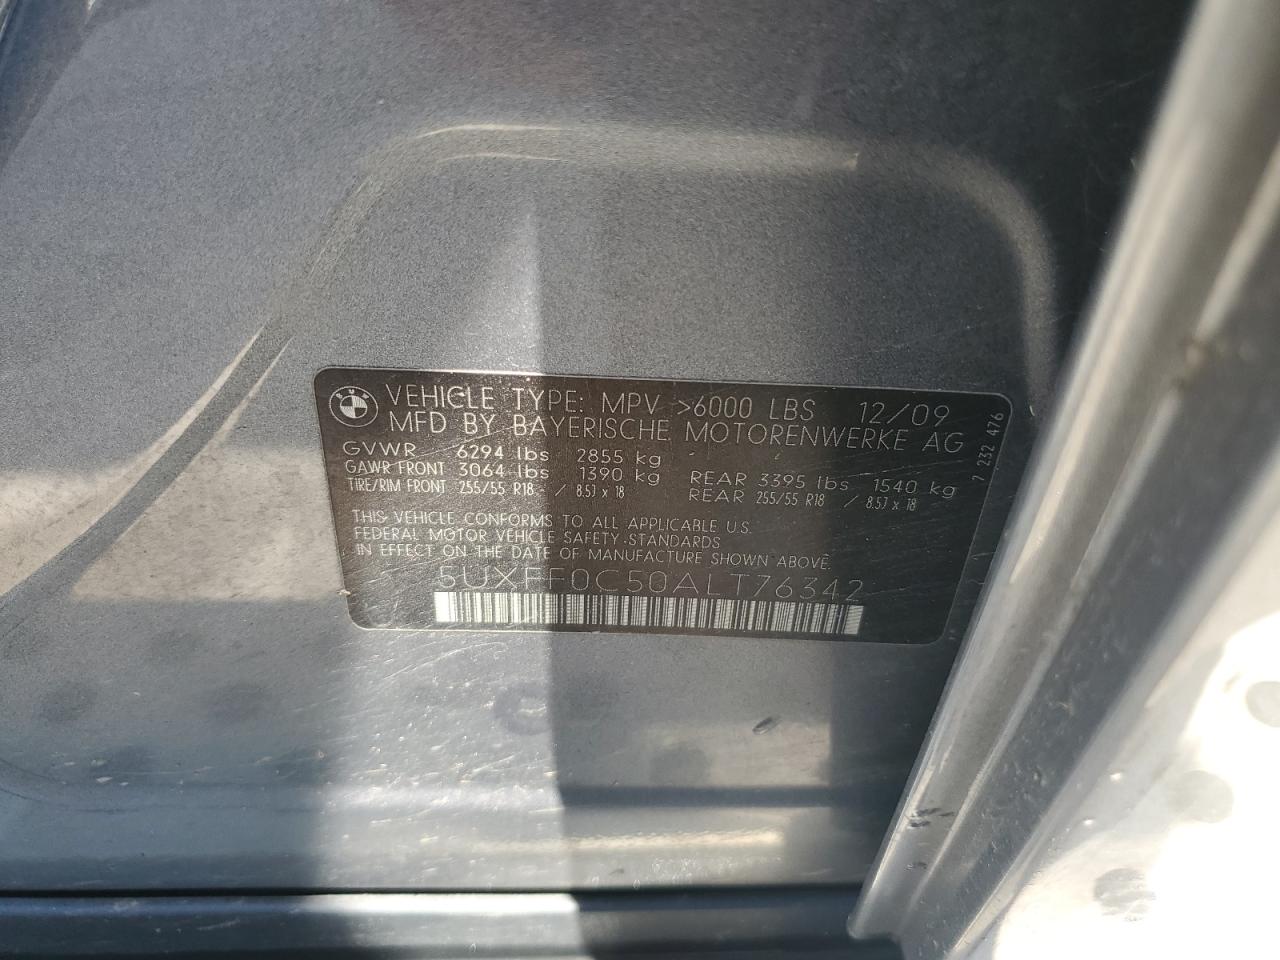 VEHICLE TYPE: MPV >6000 LBS 12/09
MFD BY BAYERISCHE MOTORENWERKE AG
GVWR 6294 lbs 2855 kg
GAWR FRONT 3064 lbs 1390 kg REAR 3395 lbs 1540 kg
TIRE/RIM FRONT 255/55 R18 / 8.5J x 18 REAR 255/55 R18 / 8.5J x 18
THIS VEHICLE CONFORMS TO ALL APPLICABLE U.S.
FEDERAL MOTOR VEHICLE SAFETY STANDARDS
IN EFFECT ON THE DATE OF MANUFACTURE SHOWN ABOVE.
5UXFF0C50ALT76342
7 232 476